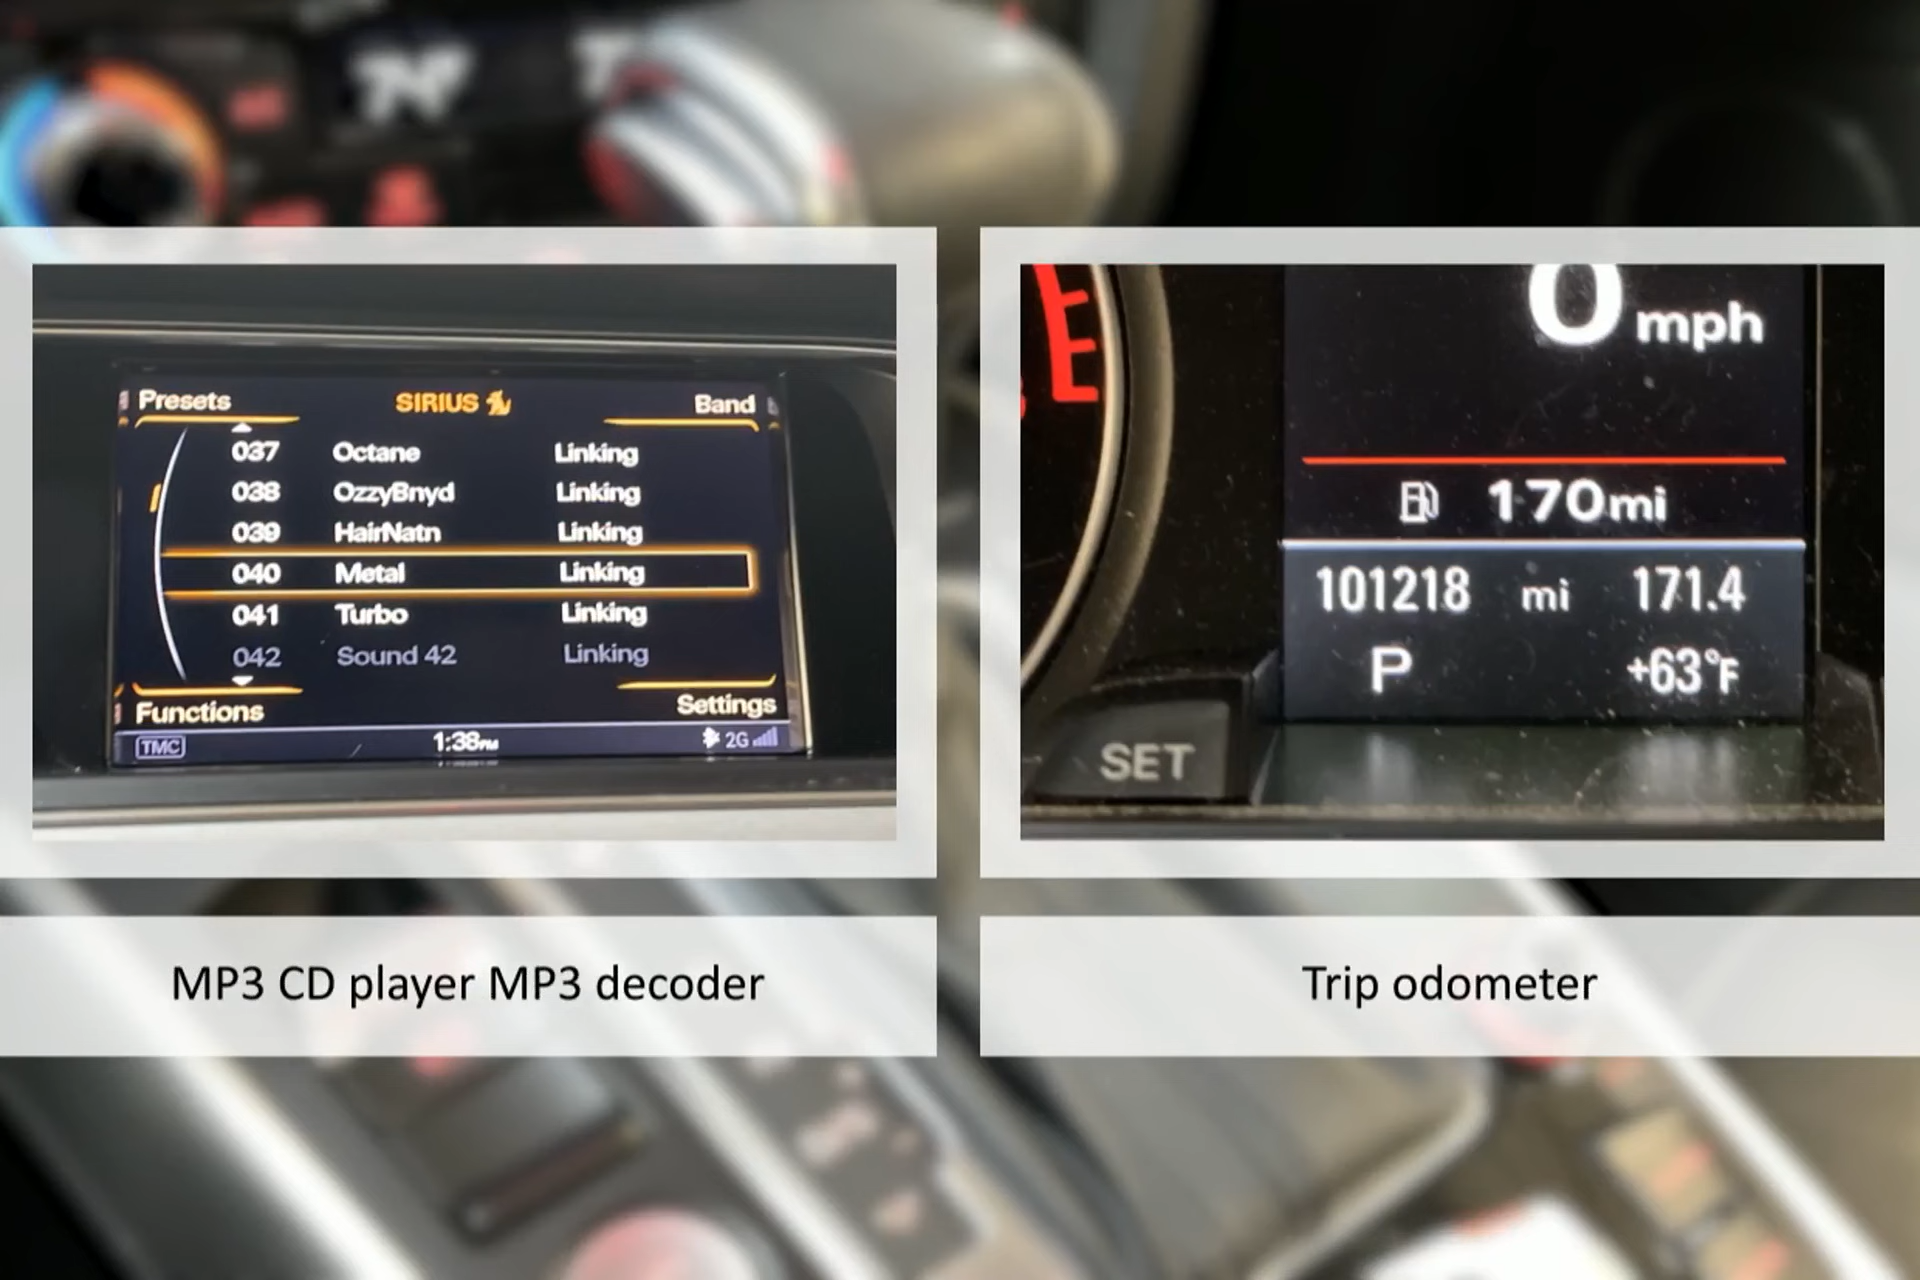 Presets SIRIUS Band
037 Octane Linking
038 OzzyBnyd Linking
039 HairNatn Linking
040 Metal Linking
041 Turbo Linking
042 Sound 42 Linking
Functions Settings
TMC 1:38PM 2G
0 mph
170mi
101218 mi 171.4
P +63°F
SET
MP3 CD player MP3 decoder
Trip odometer